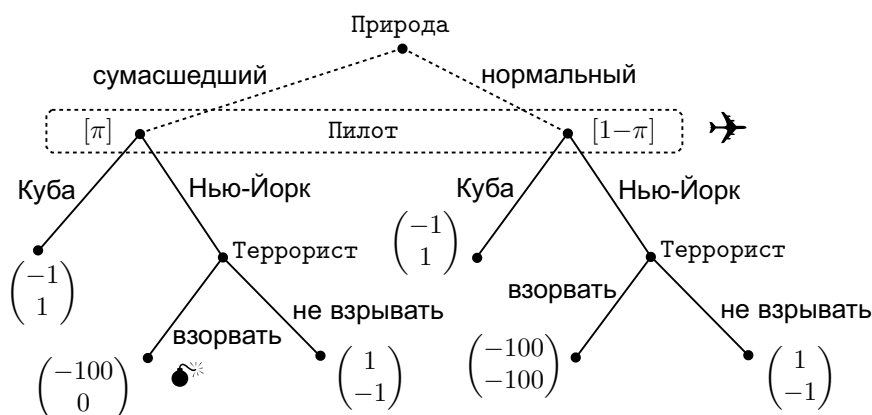 Природа
сумасшедший нормальный
[π] Пилот [1−π]
Куба Нью-Йорк Куба Нью-Йорк
Террорист Террорист
(−1 1) (−1 1)
взорвать не взрывать взорвать не взрывать
(−100 0) (1 −1) (−100 −100) (1 −1)